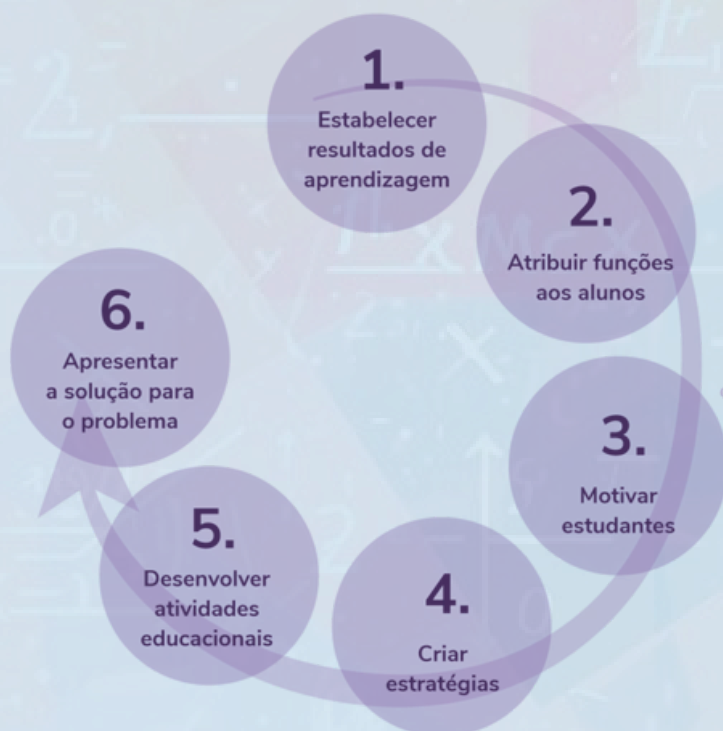 1.
Estabelecer
resultados de
aprendizagem
2.
Atribuir funções
aos alunos
3.
Motivar
estudantes
4.
Criar
estratégias
5.
Desenvolver
atividades
educacionais
6.
Apresentar
a solução para
o problema